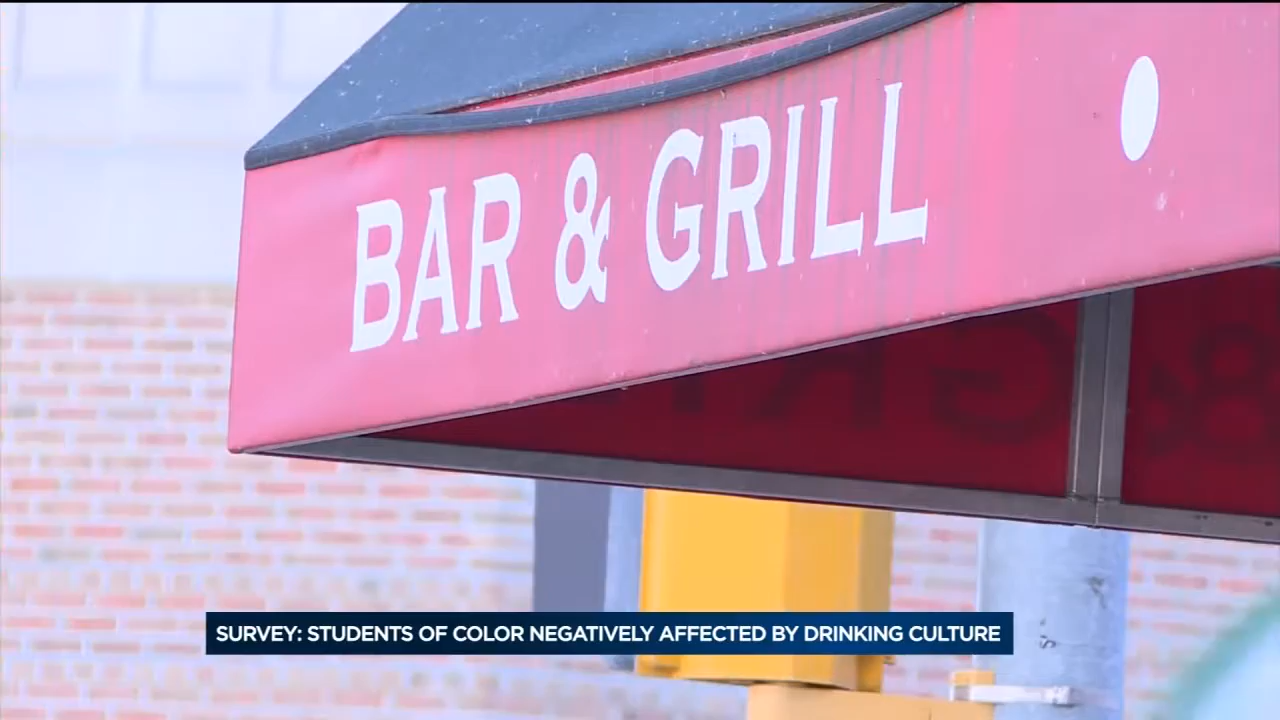 BAR & GRILL
SURVEY: STUDENTS OF COLOR NEGATIVELY AFFECTED BY DRINKING CULTURE